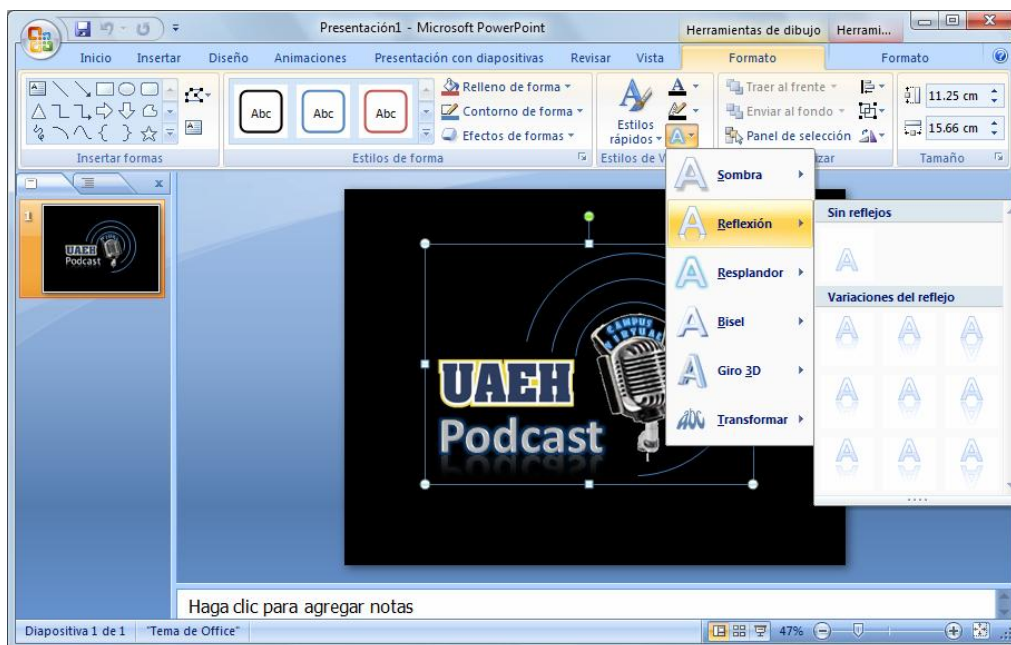 Presentación1 - Microsoft PowerPoint
Herramientas de dibujo
Herrami...
Inicio
Insertar
Diseño
Animaciones
Presentación con diapositivas
Revisar
Vista
Formato
Formato
Abc
Abc
Abc
Relleno de forma
Contorno de forma
Efectos de formas
Estilos
rápidos
Traer al frente
Enviar al fondo
Panel de selección
11.25 cm
15.66 cm
Insertar formas
Estilos de forma
Estilos de
Tamaño
1
UAEH
Podcast
Sombra
Reflexión
Resplandor
Bisel
Giro 3D
Transformar
Sin reflejos
Variaciones del reflejo
CAMPUS
VIRTUAL
UAEH
Podcast
Haga clic para agregar notas
Diapositiva 1 de 1
"Tema de Office"
47%